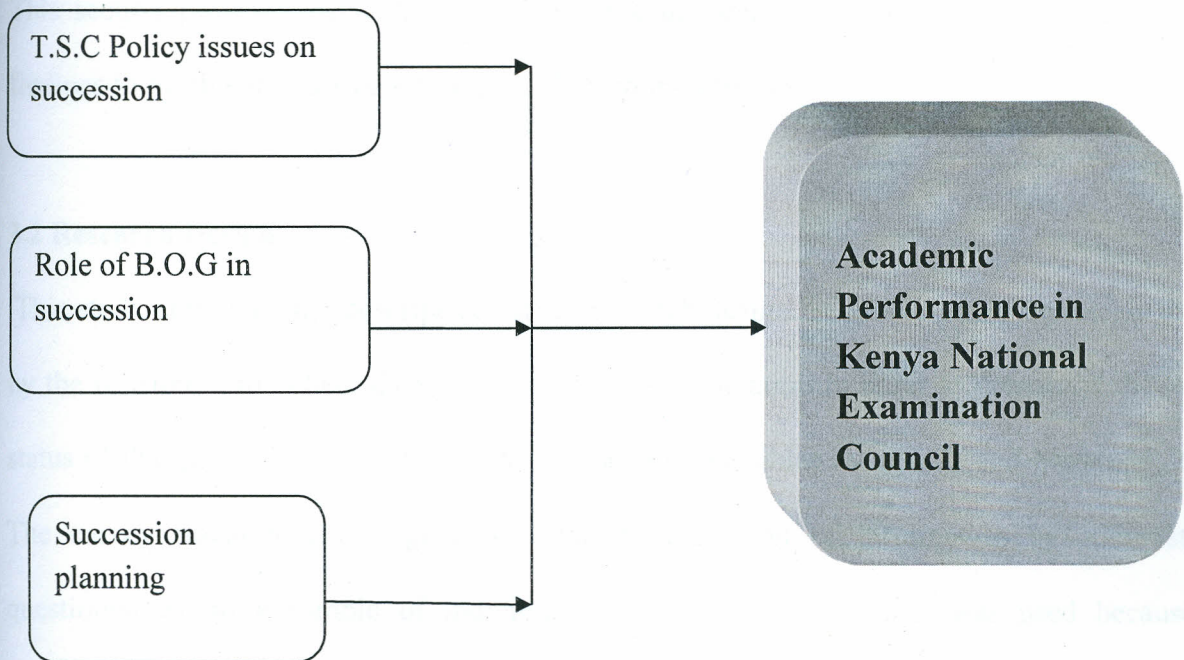 T.S.C Policy issues on
succession
Role of B.O.G in
succession
Succession
planning
Academic
Performance in
Kenya National
Examination
Council